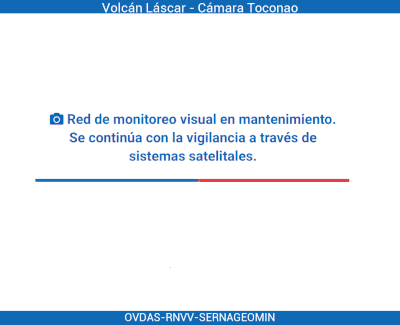 Volcán Láscar - Cámara Toconao
Red de monitoreo visual en mantenimiento.
Se continúa con la vigilancia a través de
sistemas satelitales.
OVDAS-RNVV-SERNAGEOMIN